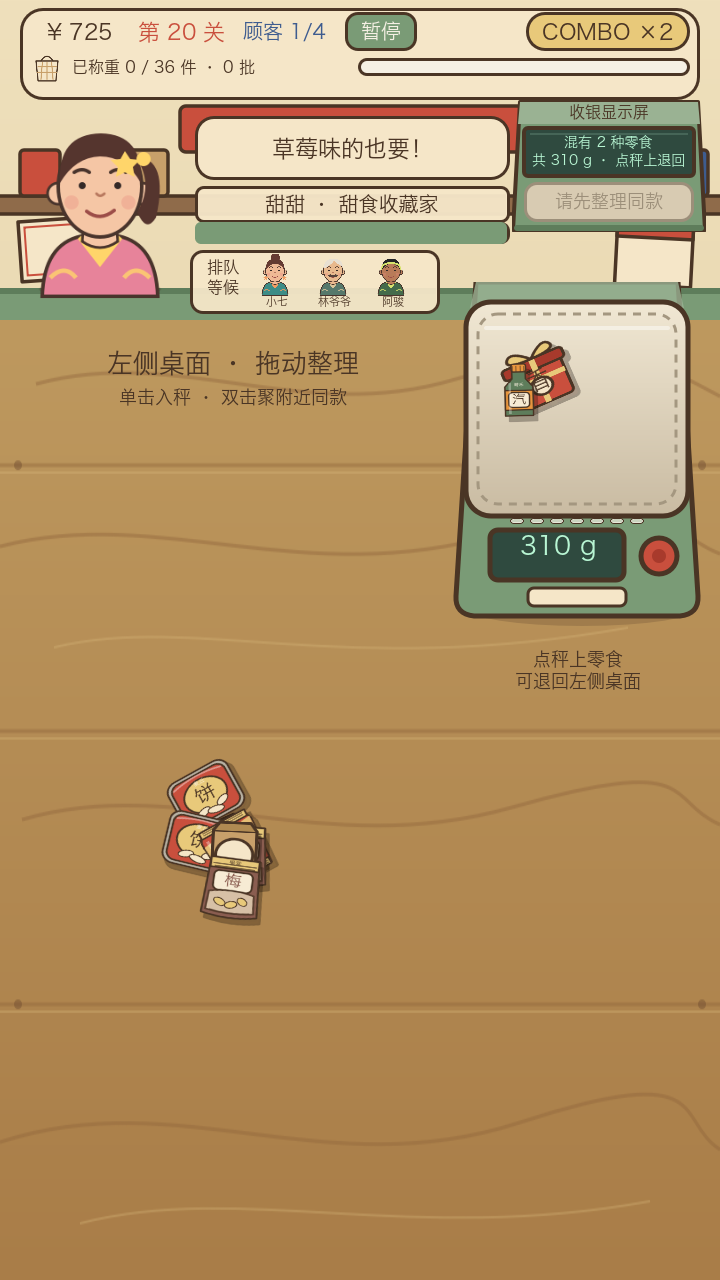 ¥ 725
第 20 关
顾客 1/4
暂停
COMBO ×2
已称重 0 / 36 件 · 0 批
收银显示屏
混有 2 种零食
共 310 g · 点秤上退回
请先整理同款
草莓味的也要！
甜甜 · 甜食收藏家
排队
等候
小七
林爷爷
阿骏
左侧桌面 · 拖动整理
单击入秤 · 双击聚附近同款
汽
310 g
点秤上零食
可退回左侧桌面
饼
梅